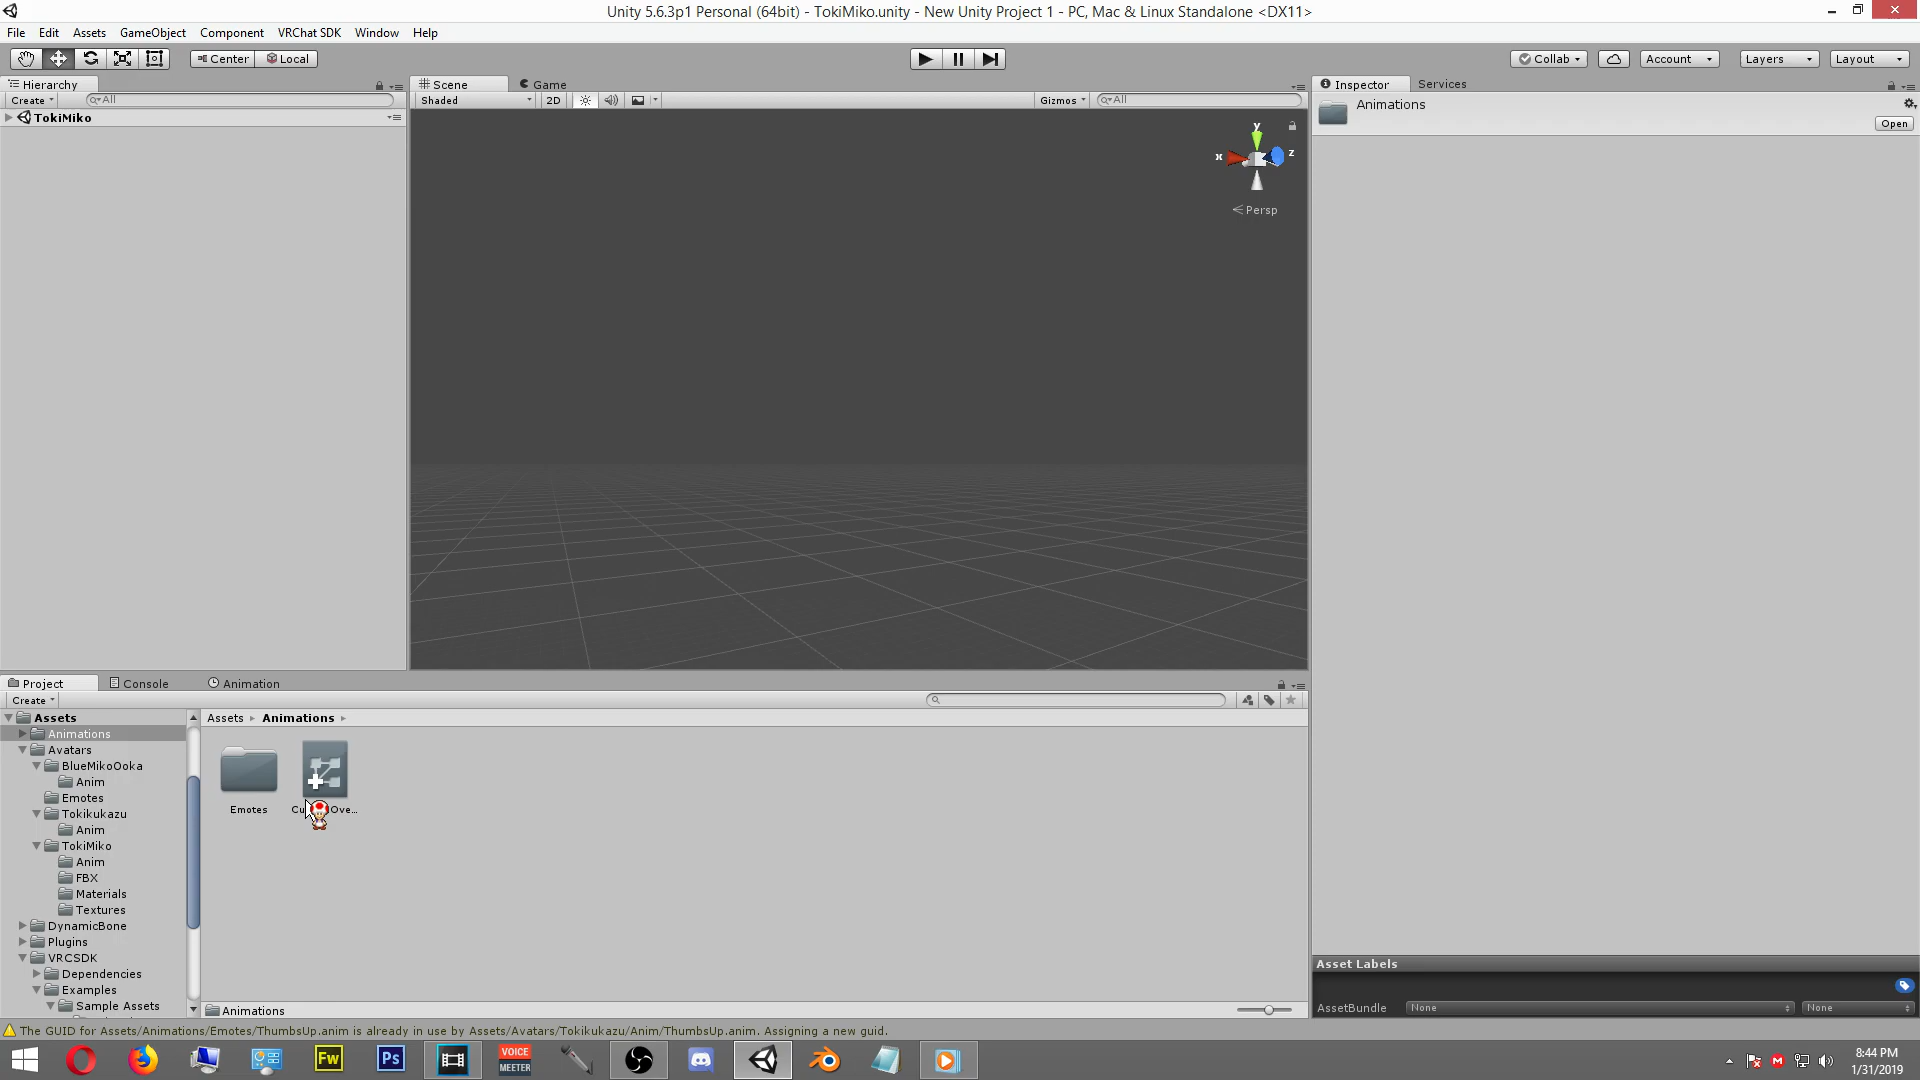 Unity 5.6.3p1 Personal (64bit) - TokiMiko.unity - New Unity Project 1 - PC, Mac & Linux Standalone <DX11>
File Edit Assets GameObject Component VRChat SDK Window Help
Center Local Collab Account Layers Layout
Hierarchy Scene Game Inspector Services
Create All Shaded 2D Gizmos All
Animations
TokiMiko
Open
y
x z
Persp
Project Console Animation
Create
Assets Assets Animations
Animations
Avatars
BlueMikoOoka
Anim
Emotes
Tokikukazu
Emotes Ove...
Anim
TokiMiko
Anim
FBX
Materials
Textures
DynamicBone
Plugins
VRCSDK
Asset Labels
Dependencies
Examples
Sample Assets
Animations
AssetBundle None None
The GUID for Assets/Animations/Emotes/ThumbsUp.anim is already in use by Assets/Avatars/Tokikukazu/Anim/ThumbsUp.anim. Assigning a new guid.
Fw Ps VOICE MEETER
8:44 PM
1/31/2019